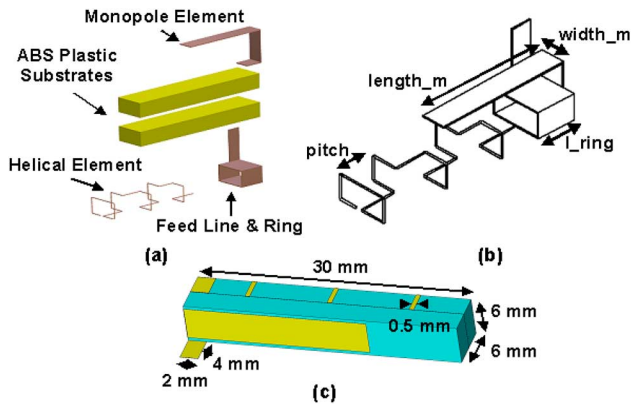 Monopole Element
ABS Plastic
Substrates
Helical Element
Feed Line & Ring
(a)
width_m
length_m
l_ring
pitch
(b)
30 mm
0.5 mm
6 mm
6 mm
4 mm
2 mm
(c)